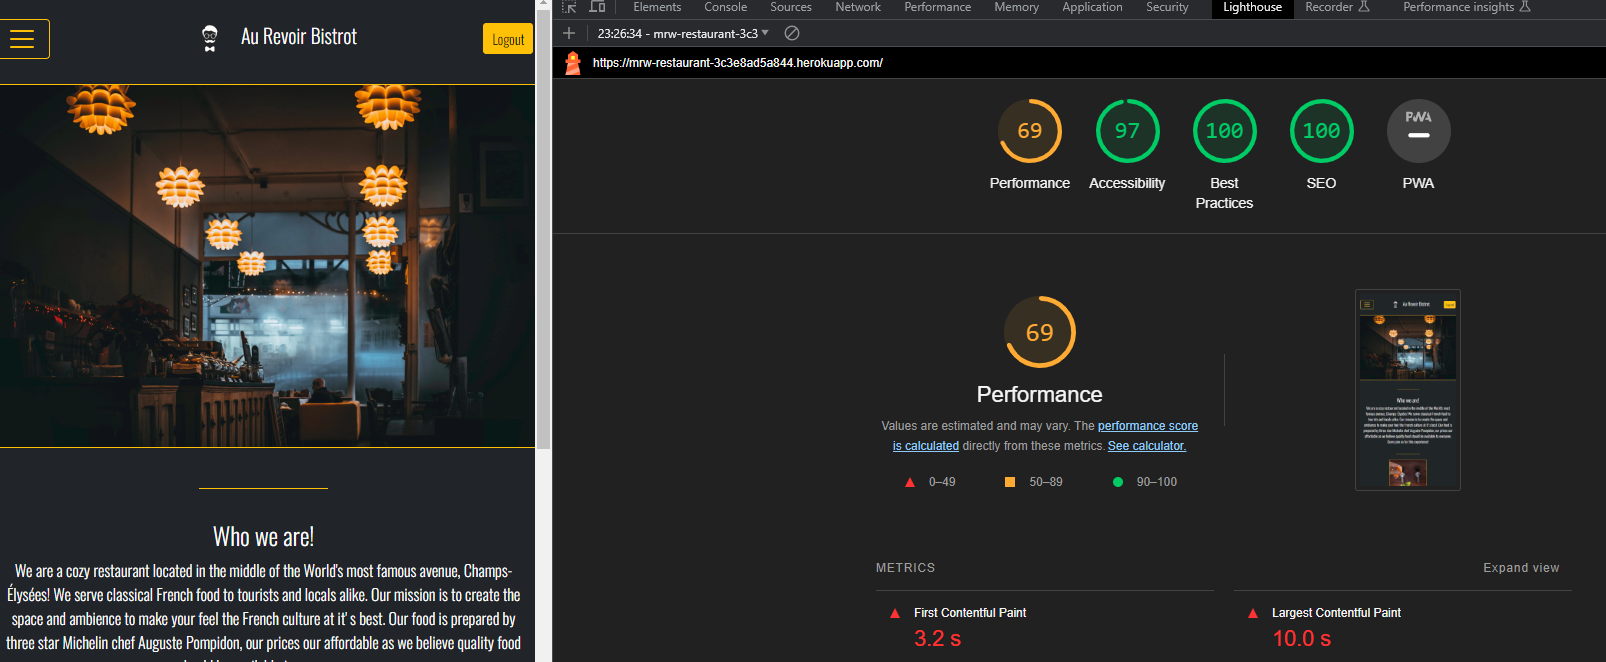 Au Revoir Bistrot
Logout
Who we are!
We are a cozy restaurant located in the middle of the World's most famous avenue, Champs-
Élysées! We serve classical French food to tourists and locals alike. Our mission is to create the
space and ambience to make your feel the French culture at it's best. Our food is prepared by
three star Michelin chef Auguste Pompidon, our prices our affordable as we believe quality food
Elements Console Sources Network Performance Memory Application Security Lighthouse Recorder Performance insights
23:26:34 - mrw-restaurant-3c3
https://mrw-restaurant-3c3e8ad5a844.herokuapp.com/
69 97 100 100 PWA
Performance Accessibility Best Practices SEO PWA
69
Performance
Values are estimated and may vary. The performance score
is calculated directly from these metrics. See calculator.
0–49 50–89 90–100
Au Revoir Bistrot
Who we are!
METRICS Expand view
First Contentful Paint
3.2 s
Largest Contentful Paint
10.0 s